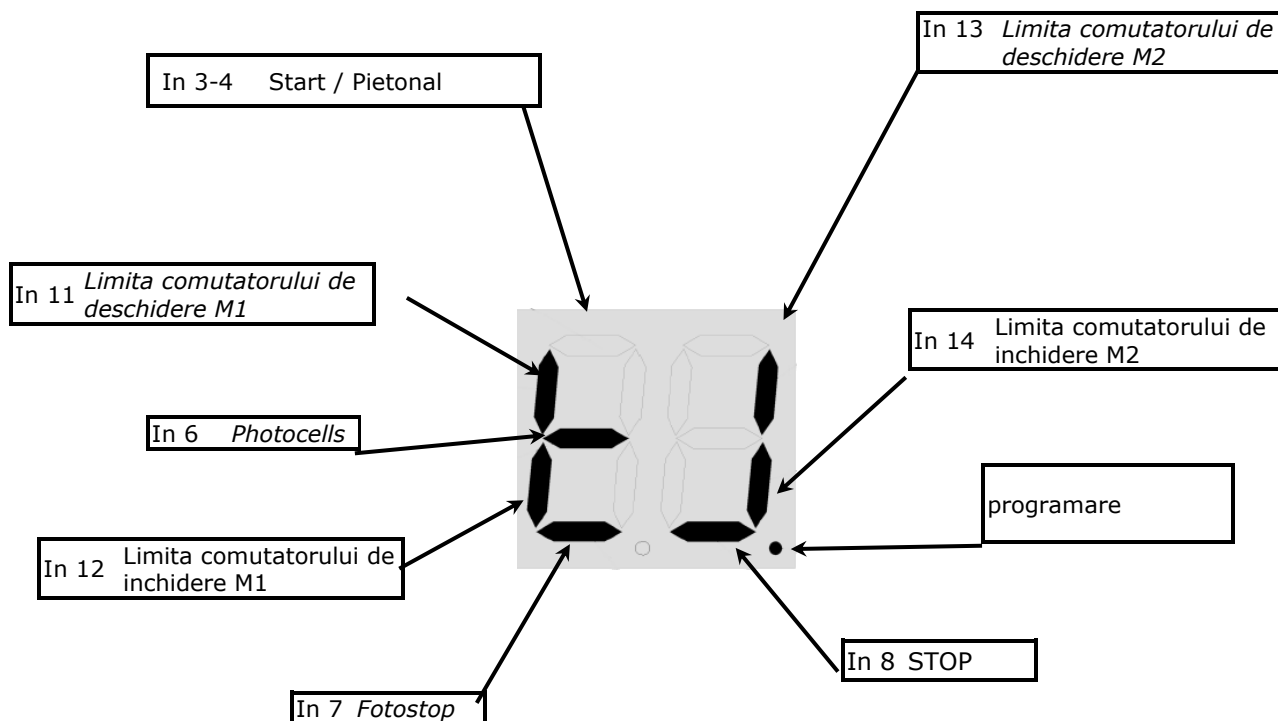 In 13 Limita comutatorului de
deschidere M2
In 3-4 Start / Pietonal
In 11 Limita comutatorului de
deschidere M1
In 14 Limita comutatorului de
inchidere M2
In 6 Photocells
programare
In 12 Limita comutatorului de
inchidere M1
In 8 STOP
In 7 Fotostop